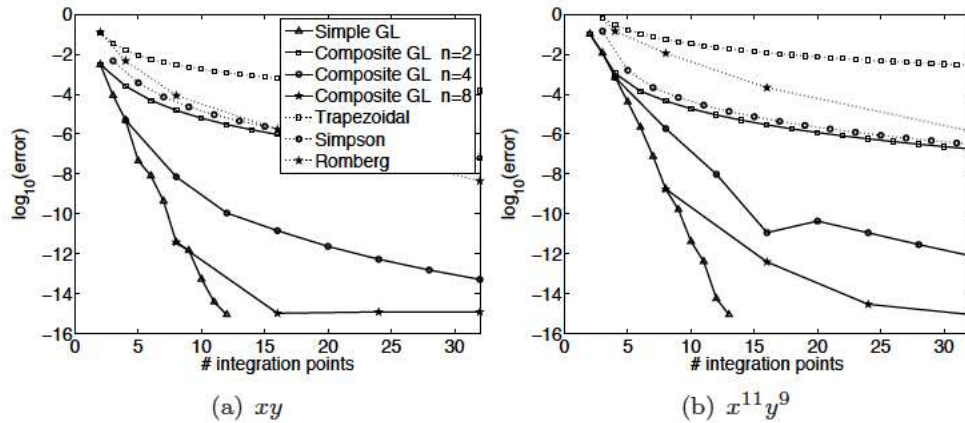 0
−2
−4
−6
−8
−10
−12
−14
−16
log10(error)
0 5 10 15 20 25 30
# integration points
Simple GL
Composite GL n=2
Composite GL n=4
Composite GL n=8
Trapezoidal
Simpson
Romberg
(a) xy
0
−2
−4
−6
−8
−10
−12
−14
−16
log10(error)
0 5 10 15 20 25 30
# integration points
(b) x^11y^9